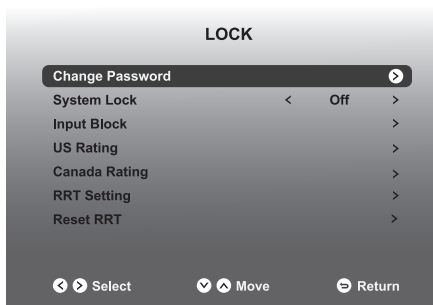 LOCK
Change Password
System Lock < Off >
Input Block >
US Rating >
Canada Rating >
RRT Setting >
Reset RRT >
Select Move Return